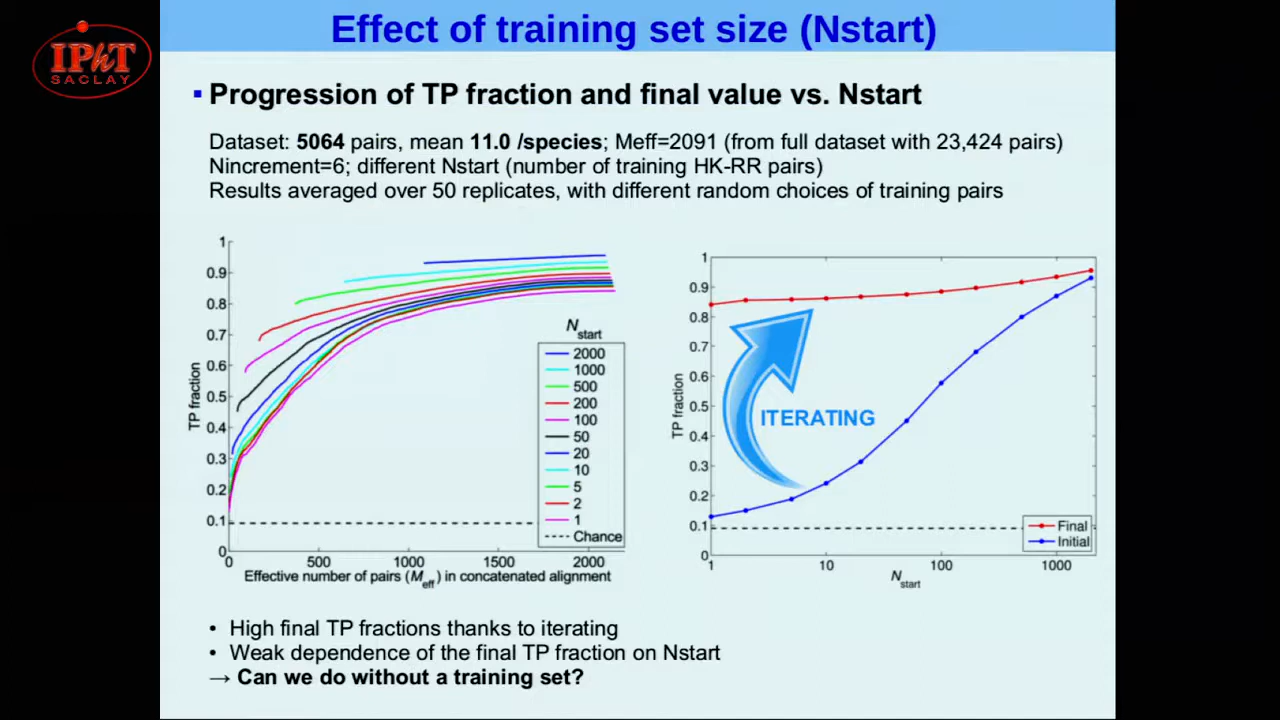 IPhT
SACLAY
Effect of training set size (Nstart)
▪ Progression of TP fraction and final value vs. Nstart
Dataset: 5064 pairs, mean 11.0 /species; Meff=2091 (from full dataset with 23,424 pairs)
Nincrement=6; different Nstart (number of training HK-RR pairs)
Results averaged over 50 replicates, with different random choices of training pairs
1
0.9
0.8
0.7
0.6
0.5
0.4
0.3
0.2
0.1
0
TP fraction
0 500 1000 1500 2000
Effective number of pairs (Meff) in concatenated alignment
Nstart
2000
1000
500
200
100
50
20
10
5
2
1
Chance
1
0.9
0.8
0.7
0.6
0.5
0.4
0.3
0.2
0.1
0
TP fraction
ITERATING
Final
Initial
1 10 100 1000
Nstart
• High final TP fractions thanks to iterating
• Weak dependence of the final TP fraction on Nstart
→ Can we do without a training set?